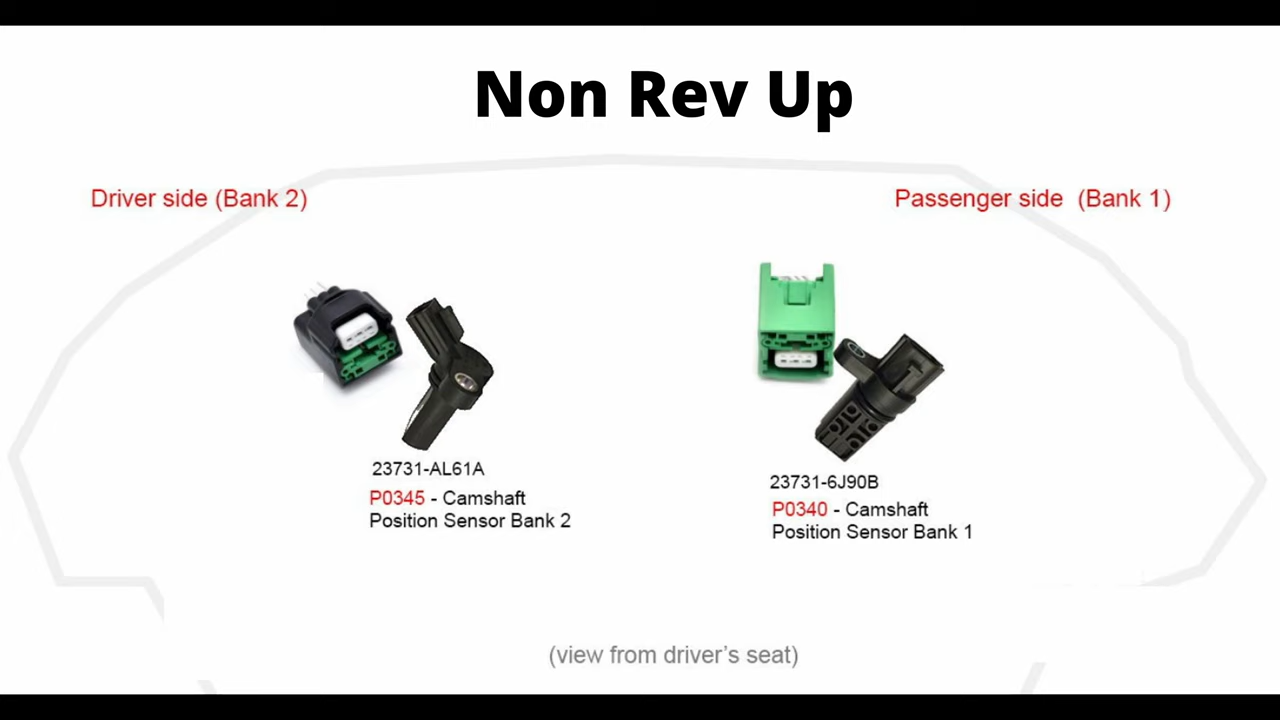 Non Rev Up
Driver side (Bank 2)
Passenger side (Bank 1)
23731-AL61A
P0345 - Camshaft
Position Sensor Bank 2
23731-6J90B
P0340 - Camshaft
Position Sensor Bank 1
(view from driver's seat)